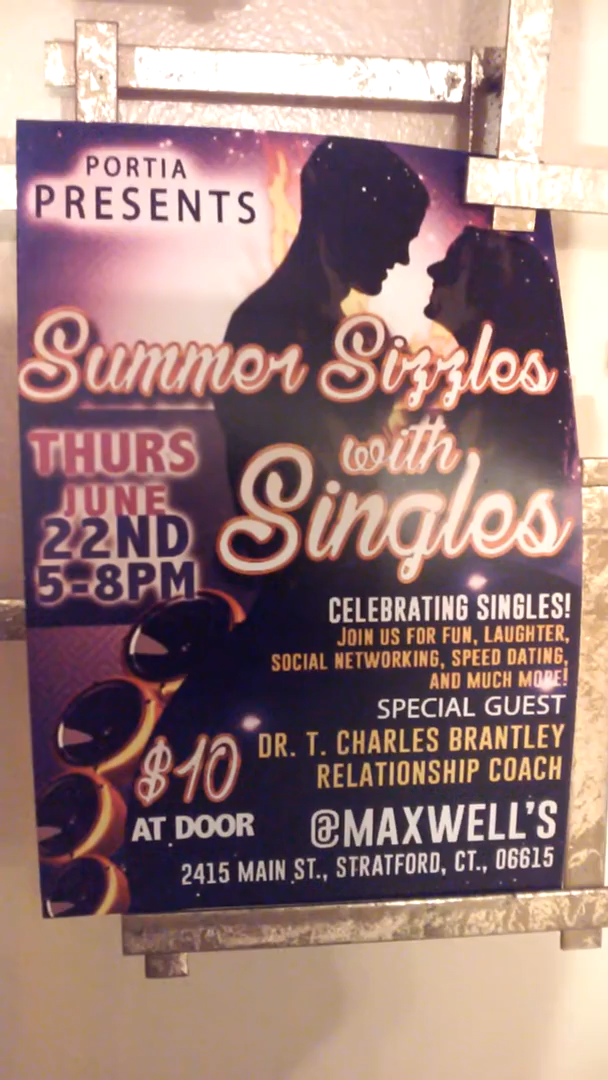 PORTIA
PRESENTS
Summer Sizzles
with
Singles
THURS
JUNE
22ND
5-8PM
CELEBRATING SINGLES!
JOIN US FOR FUN, LAUGHTER,
SOCIAL NETWORKING, SPEED DATING,
AND MUCH MORE!
SPECIAL GUEST
DR. T. CHARLES BRANTLEY
RELATIONSHIP COACH
$10
AT DOOR
@MAXWELL'S
2415 MAIN ST., STRATFORD, CT., 06615